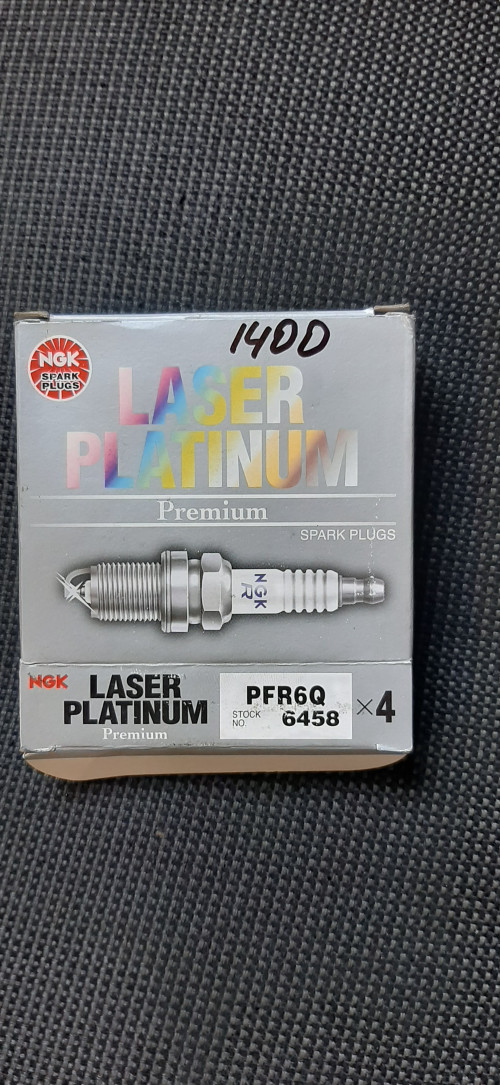 1400
NGK
SPARK
PLUGS
LASER
PLATINUM
Premium
SPARK PLUGS
NGK
R
NGK
LASER
PLATINUM
Premium
PFR6Q
STOCK NO. 6458
×4